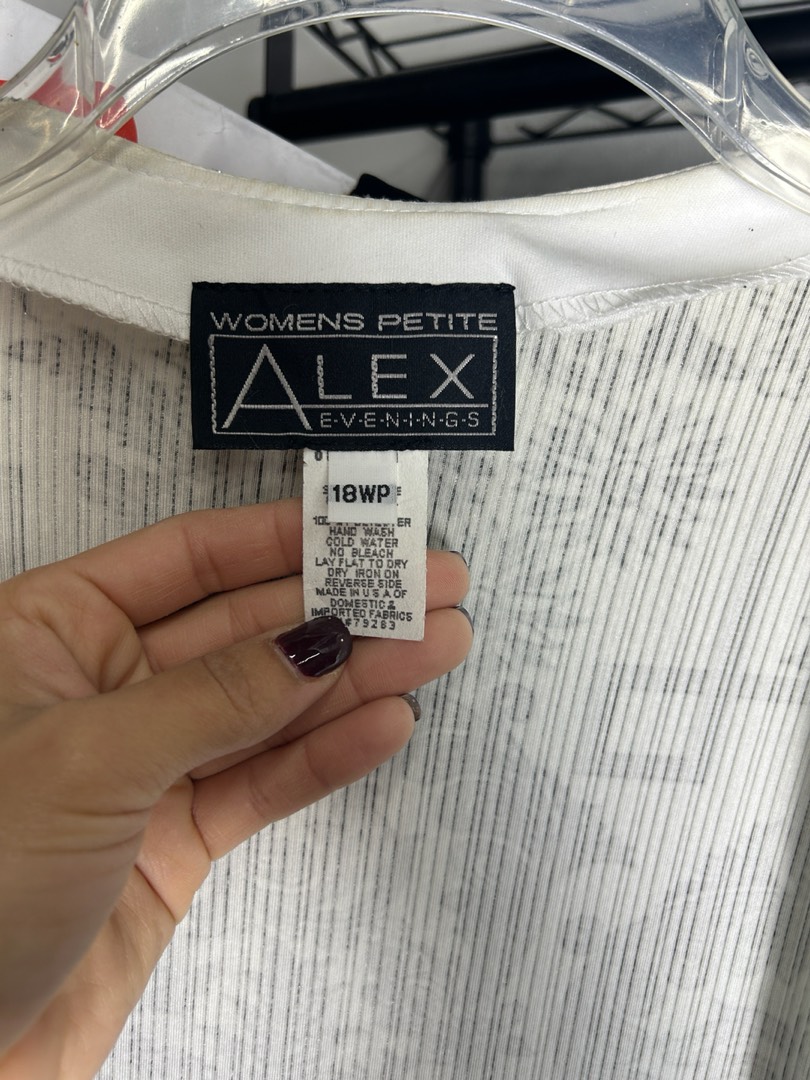 WOMENS PETITE
ALEX
E·V·E·N·I·N·G·S
18WP
HAND WASH
COLD WATER
NO BLEACH
LAY FLAT TO DRY
DRY IRON ON
REVERSE SIDE
MADE IN U S A OF
DOMESTIC &
IMPORTED FABRICS
#79283